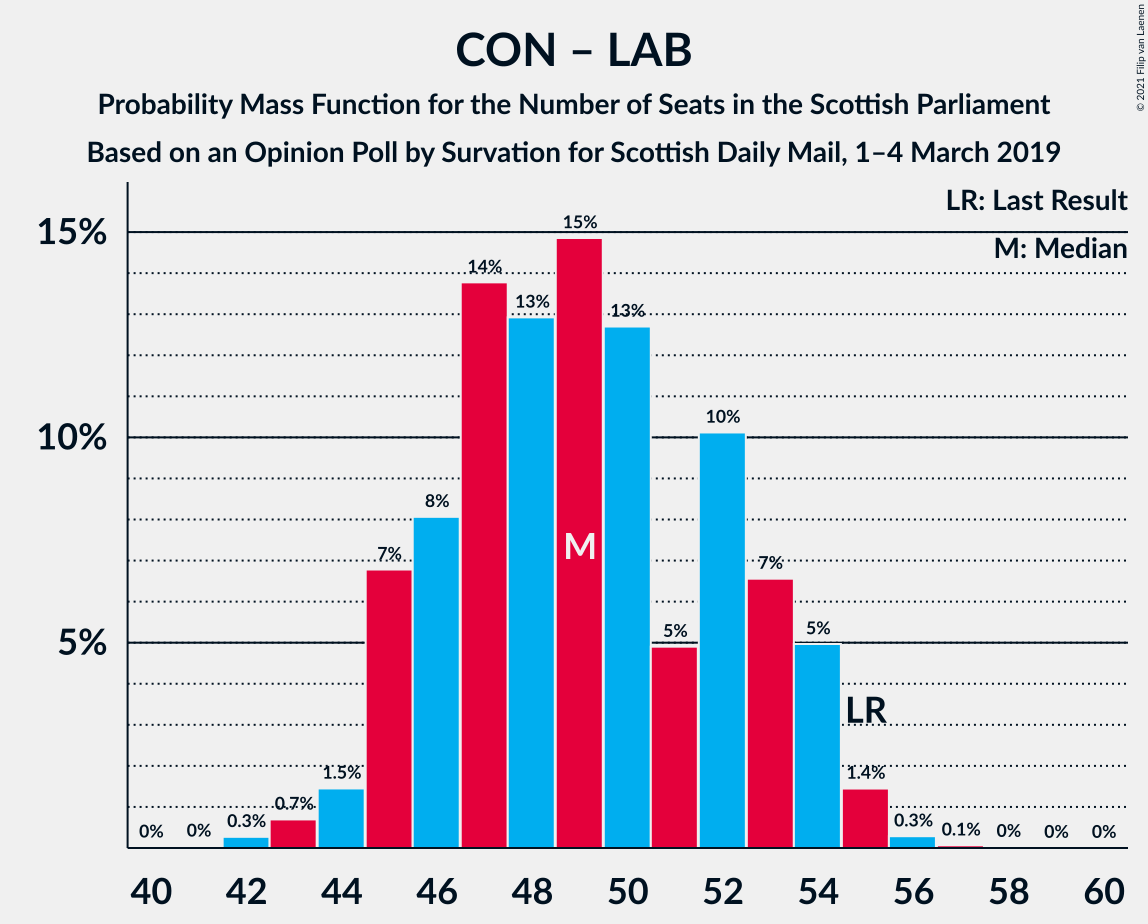 CON – LAB
Probability Mass Function for the Number of Seats in the Scottish Parliament
Based on an Opinion Poll by Survation for Scottish Daily Mail, 1–4 March 2019
© 2021 Filip van Laenen
LR: Last Result
M: Median
15%
10%
5%
0% 0% 0.3% 0.7% 1.5% 7% 8% 14% 13% 15% 13% 5% 10% 7% 5% 1.4% 0.3% 0.1% 0% 0% 0%
M
LR
40 42 44 46 48 50 52 54 56 58 60